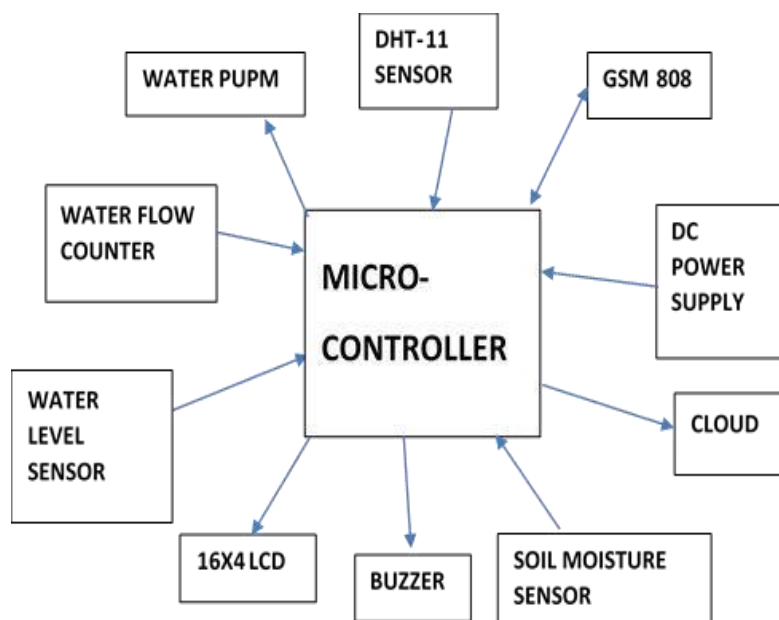 DHT-11
SENSOR
WATER PUPM
GSM 808
WATER FLOW
COUNTER
DC
POWER
SUPPLY
MICRO-
CONTROLLER
WATER
LEVEL
SENSOR
CLOUD
16X4 LCD
BUZZER
SOIL MOISTURE
SENSOR